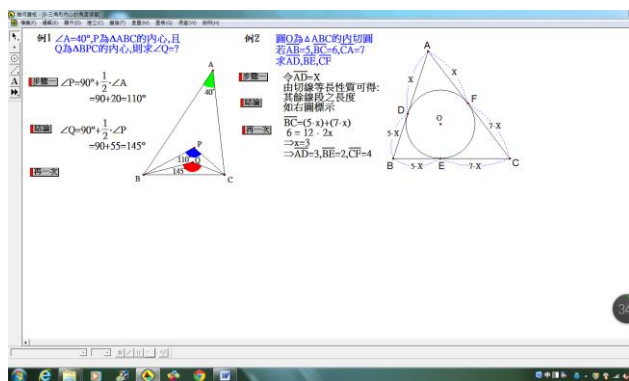 例1 ∠A=40°,P為ΔABC的內心,且
Q為ΔBPC的內心,則求∠Q=?
步驟一 ∠P=90°+1/2·∠A
=90+20=110°
結論 ∠Q=90°+1/2·∠P
=90+55=145°
再一次
A
40°
P
110
Q
145°
B
C
例2 圓O為△ABC的內切圓
若AB=5,BC=6,CA=7
求AD,BE,CF
步驟一 令AD=X
由切線等長性質可得:
其餘線段之長度
結論 如右圖標示
BC=(5-x)+(7-x)
再一次 6 = 12 - 2x
⇒x=3
⇒AD=3,BE=2,CF=4
A
X
X
D
F
O
5-X
7-X
B
5-X
E
7-X
C
34